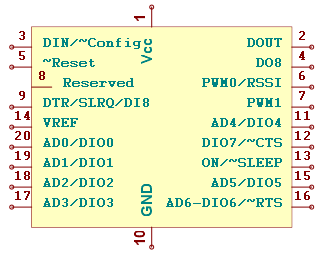 1
Vcc
3 DIN/~Config DOUT 2
5 ~Reset DO8 4
8 Reserved PWM0/RSSI 6
9 DTR/SLRQ/DI8 PWM1 7
14 VREF AD4/DIO4 11
20 AD0/DIO0 DIO7/~CTS 12
19 AD1/DIO1 ON/~SLEEP 13
18 AD2/DIO2 AD5/DIO5 15
17 AD3/DIO3 AD6-DIO6/~RTS 16
GND
10